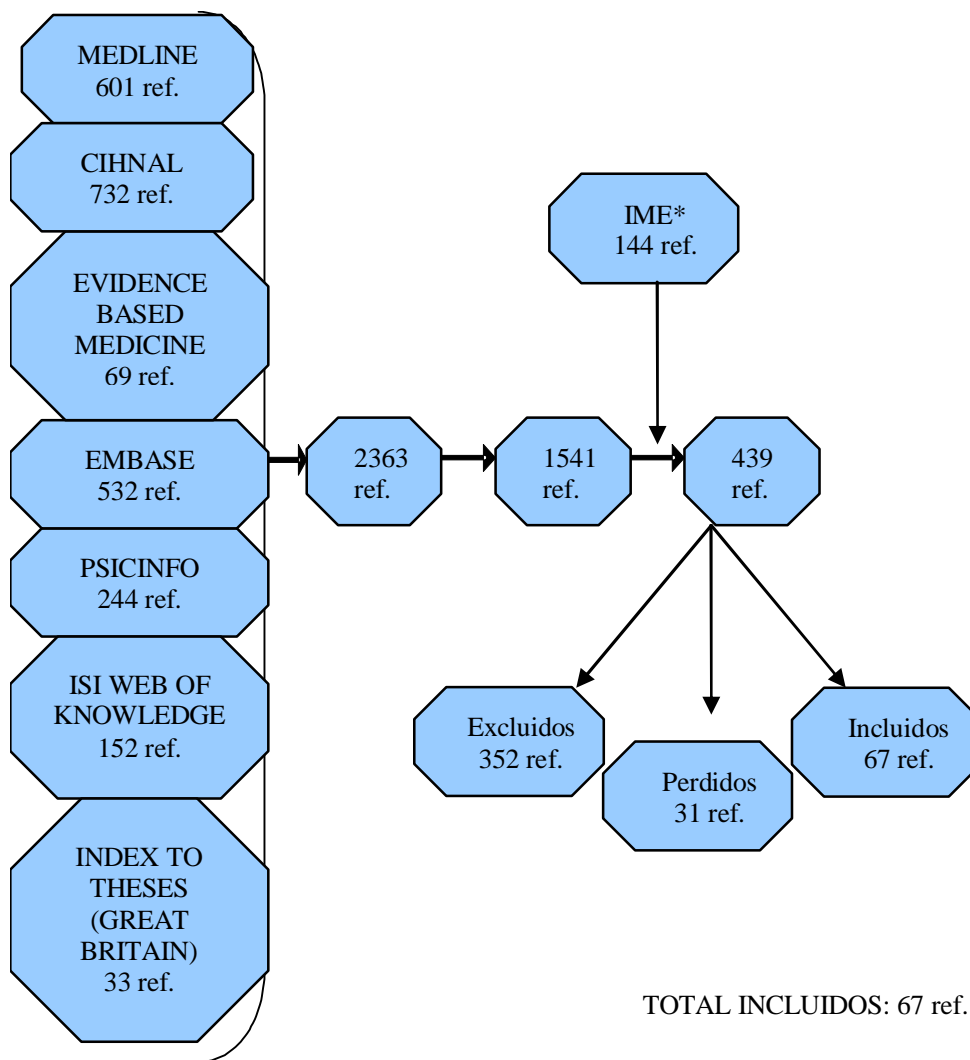 MEDLINE
601 ref.
CIHNAL
732 ref.
EVIDENCE
BASED
MEDICINE
69 ref.
EMBASE
532 ref.
PSICINFO
244 ref.
ISI WEB OF
KNOWLEDGE
152 ref.
INDEX TO
THESES
(GREAT
BRITAIN)
33 ref.
2363
ref.
1541
ref.
IME*
144 ref.
439
ref.
Excluidos
352 ref.
Perdidos
31 ref.
Incluidos
67 ref.
TOTAL INCLUIDOS: 67 ref.